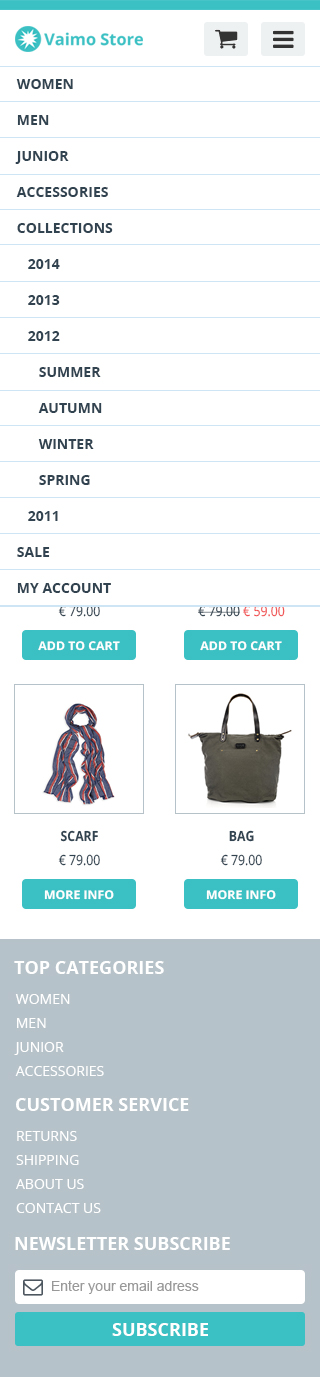 Vaimo Store
WOMEN
MEN
JUNIOR
ACCESSORIES
COLLECTIONS
2014
2013
2012
SUMMER
AUTUMN
WINTER
SPRING
2011
SALE
MY ACCOUNT
€ 79.00 € 79.00 € 59.00
ADD TO CART ADD TO CART
SCARF BAG
€ 79.00 € 79.00
MORE INFO MORE INFO
TOP CATEGORIES
WOMEN
MEN
JUNIOR
ACCESSORIES
CUSTOMER SERVICE
RETURNS
SHIPPING
ABOUT US
CONTACT US
NEWSLETTER SUBSCRIBE
Enter your email adress
SUBSCRIBE